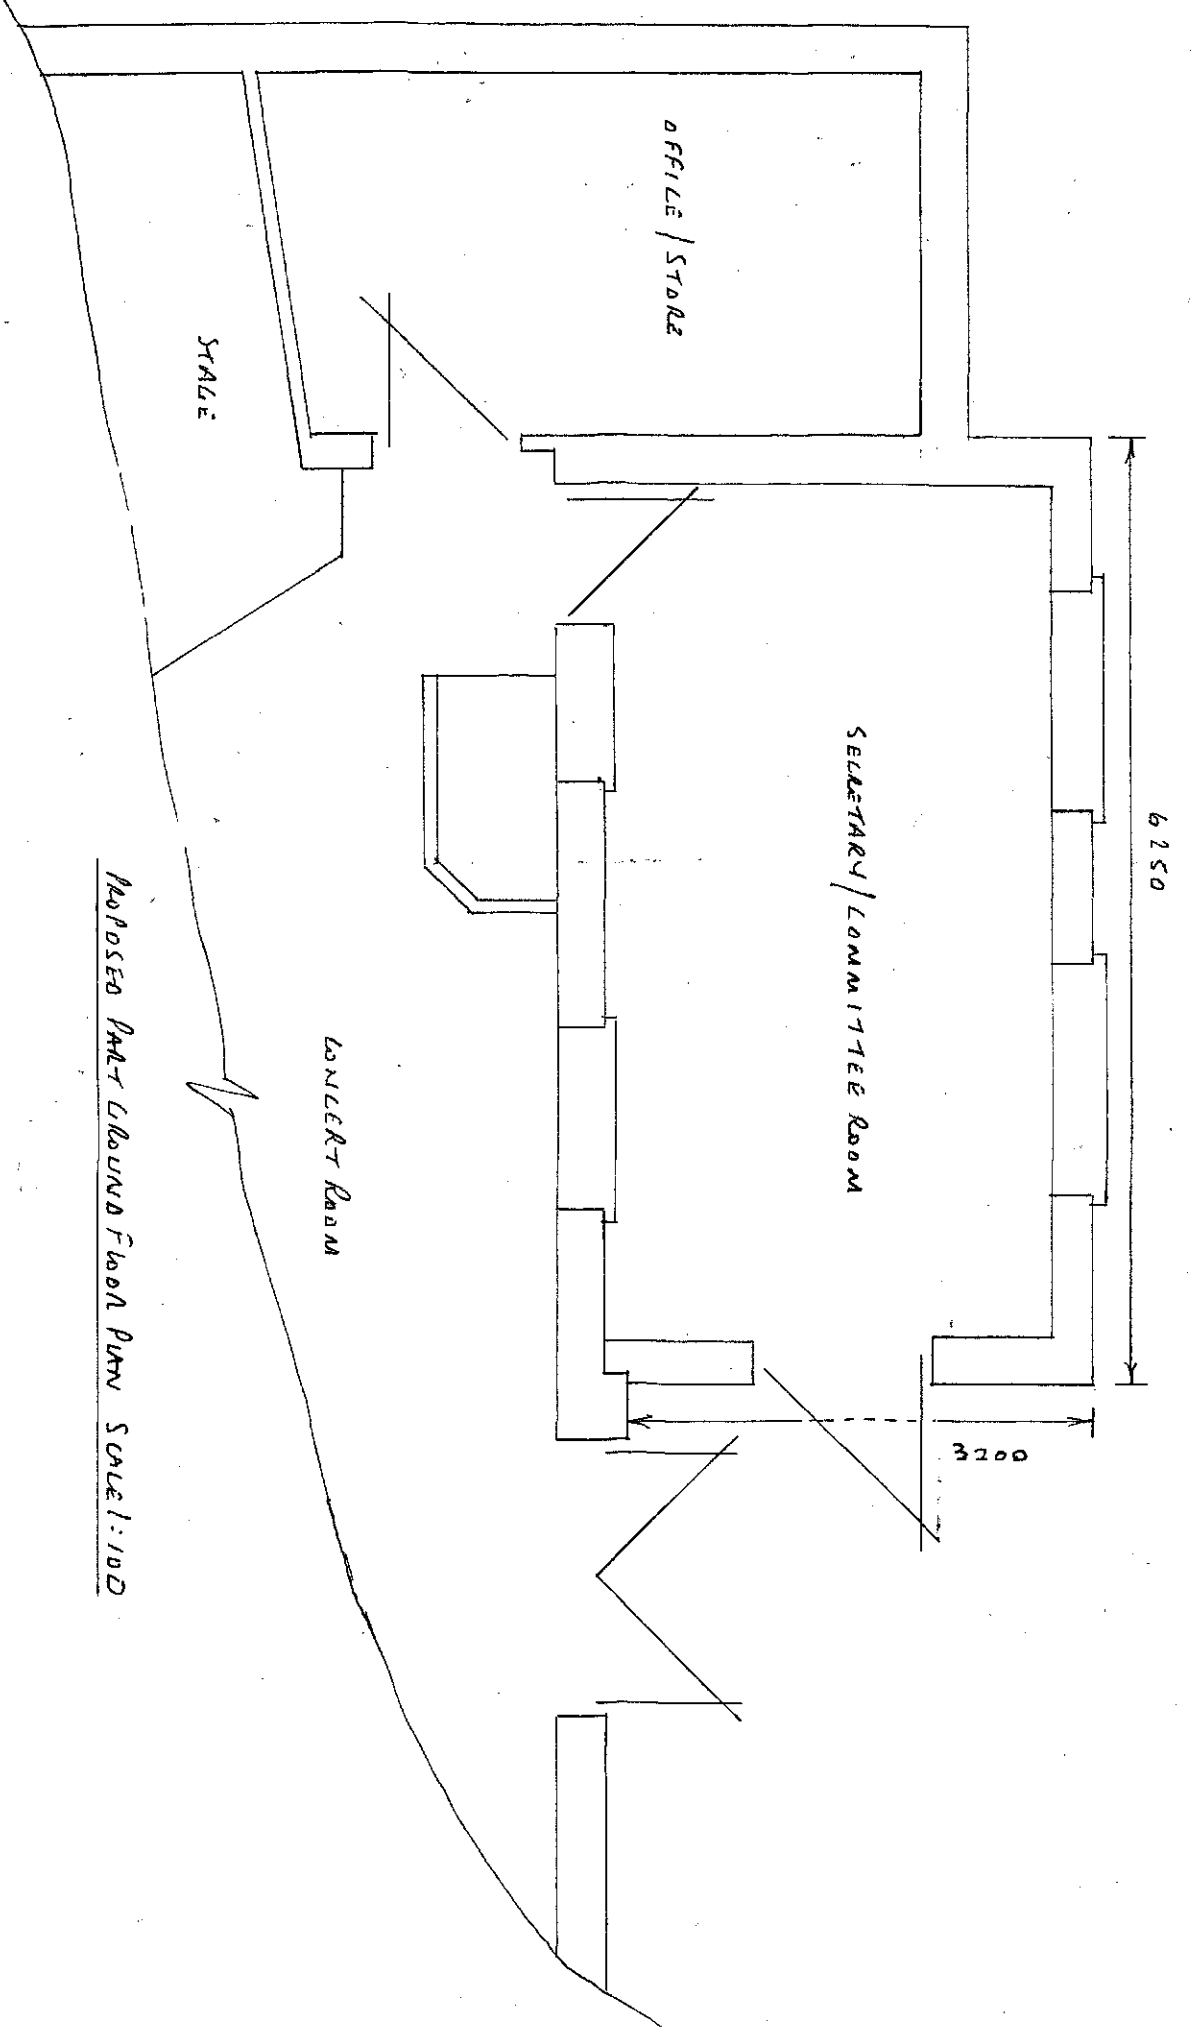 6250
OFFICE / STORE
SECRETARY / COMMITTEE ROOM
3200
STAGE
CONCERT ROOM
PROPOSED PART GROUND FLOOR PLAN SCALE 1:100